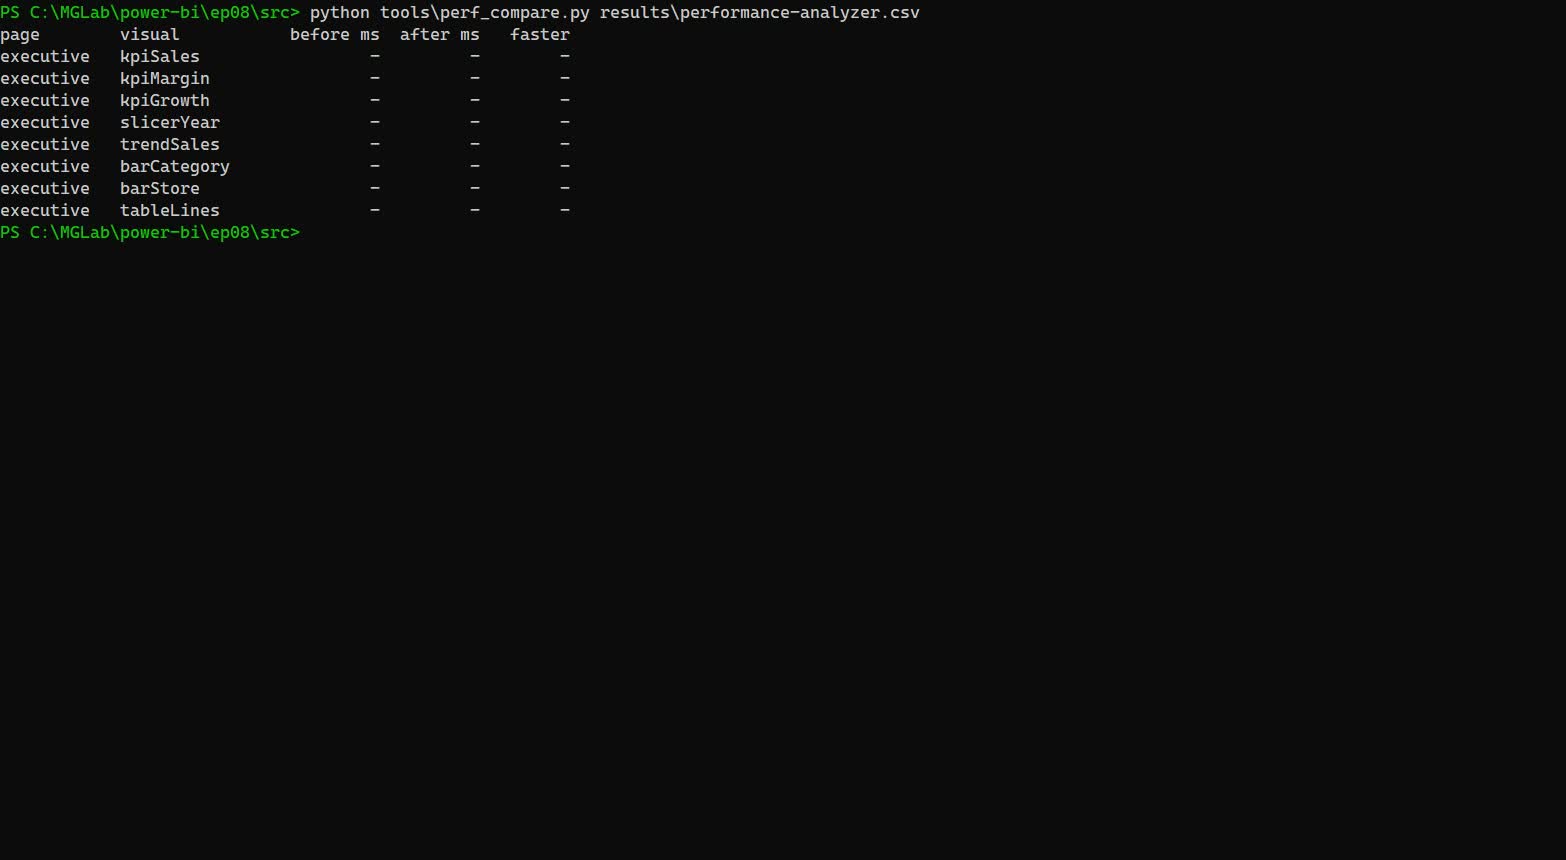 PS C:\MGLab\power-bi\ep08\src> python tools\perf_compare.py results\performance-analyzer.csv
page        visual           before ms  after ms   faster
executive   kpiSales                 -         -        -
executive   kpiMargin                -         -        -
executive   kpiGrowth                -         -        -
executive   slicerYear               -         -        -
executive   trendSales               -         -        -
executive   barCategory              -         -        -
executive   barStore                 -         -        -
executive   tableLines               -         -        -
PS C:\MGLab\power-bi\ep08\src>